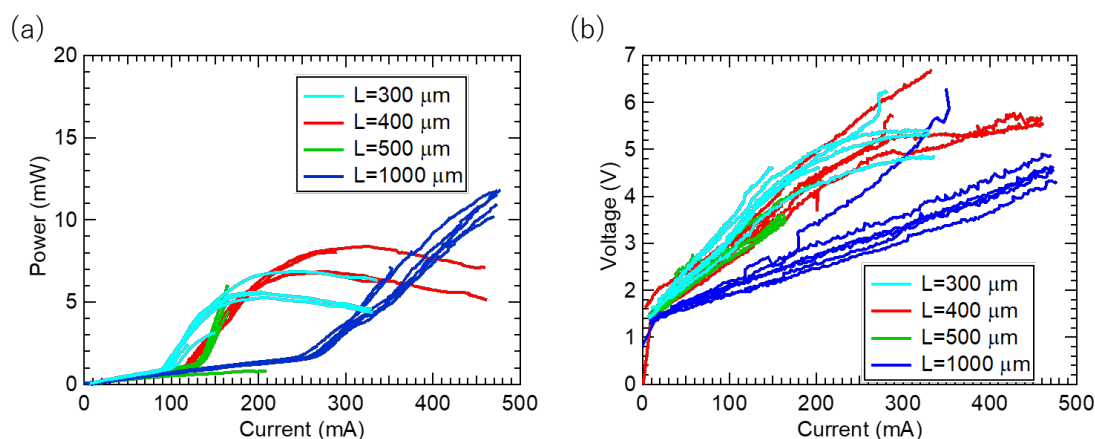 (a)
20
15
10
5
0
Power (mW)
0 100 200 300 400 500
Current (mA)
L=300 μm
L=400 μm
L=500 μm
L=1000 μm
(b)
7
6
5
4
3
2
1
0
Voltage (V)
0 100 200 300 400 500
Current (mA)
L=300 μm
L=400 μm
L=500 μm
L=1000 μm